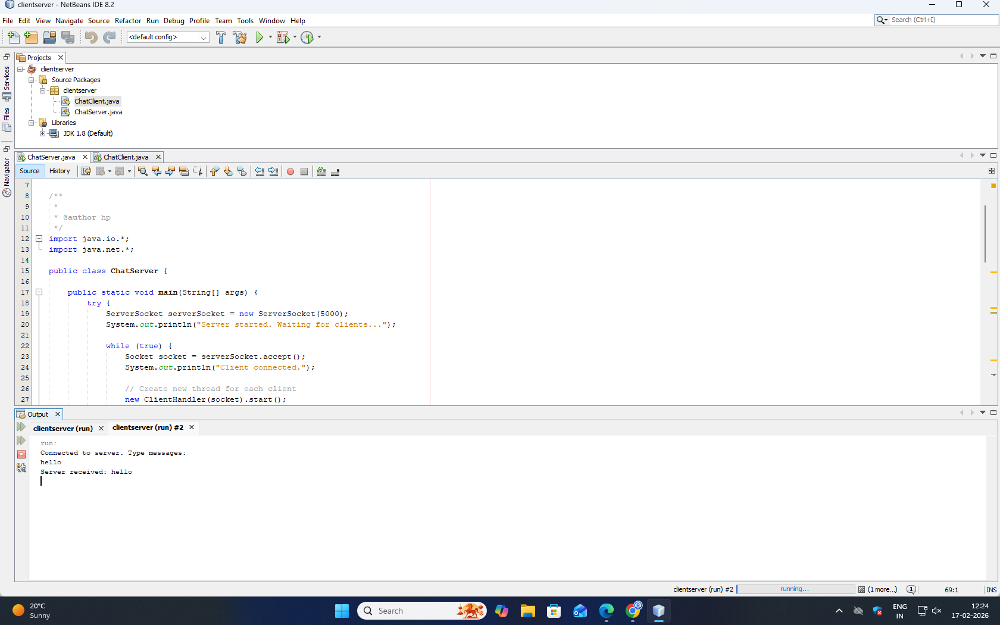 clientserver - NetBeans IDE 8.2
File Edit View Navigate Source Refactor Run Debug Profile Team Tools Window Help
Search (Ctrl+I)
<default config>
Projects
Services
Files
Navigator
clientserver
Source Packages
clientserver
ChatClient.java
ChatServer.java
Libraries
JDK 1.8 (Default)
ChatServer.java ChatClient.java
Source History
7
8 /**
9 *
10 * @author hp
11 */
12 import java.io.*;
13 import java.net.*;
14
15 public class ChatServer {
16
17 public static void main(String[] args) {
18 try {
19 ServerSocket serverSocket = new ServerSocket(5000);
20 System.out.println("Server started. Waiting for clients...");
21
22 while (true) {
23 Socket socket = serverSocket.accept();
24 System.out.println("Client connected.");
25
26 // Create new thread for each client
27 new ClientHandler(socket).start();
Output
clientserver (run) clientserver (run) #2
run:
Connected to server. Type messages:
hello
Server received: hello
clientserver (run) #2 running... (1 more...) 1 69:1 INS
20°C
Sunny
Search
ENG
IN
12:24
17-02-2026